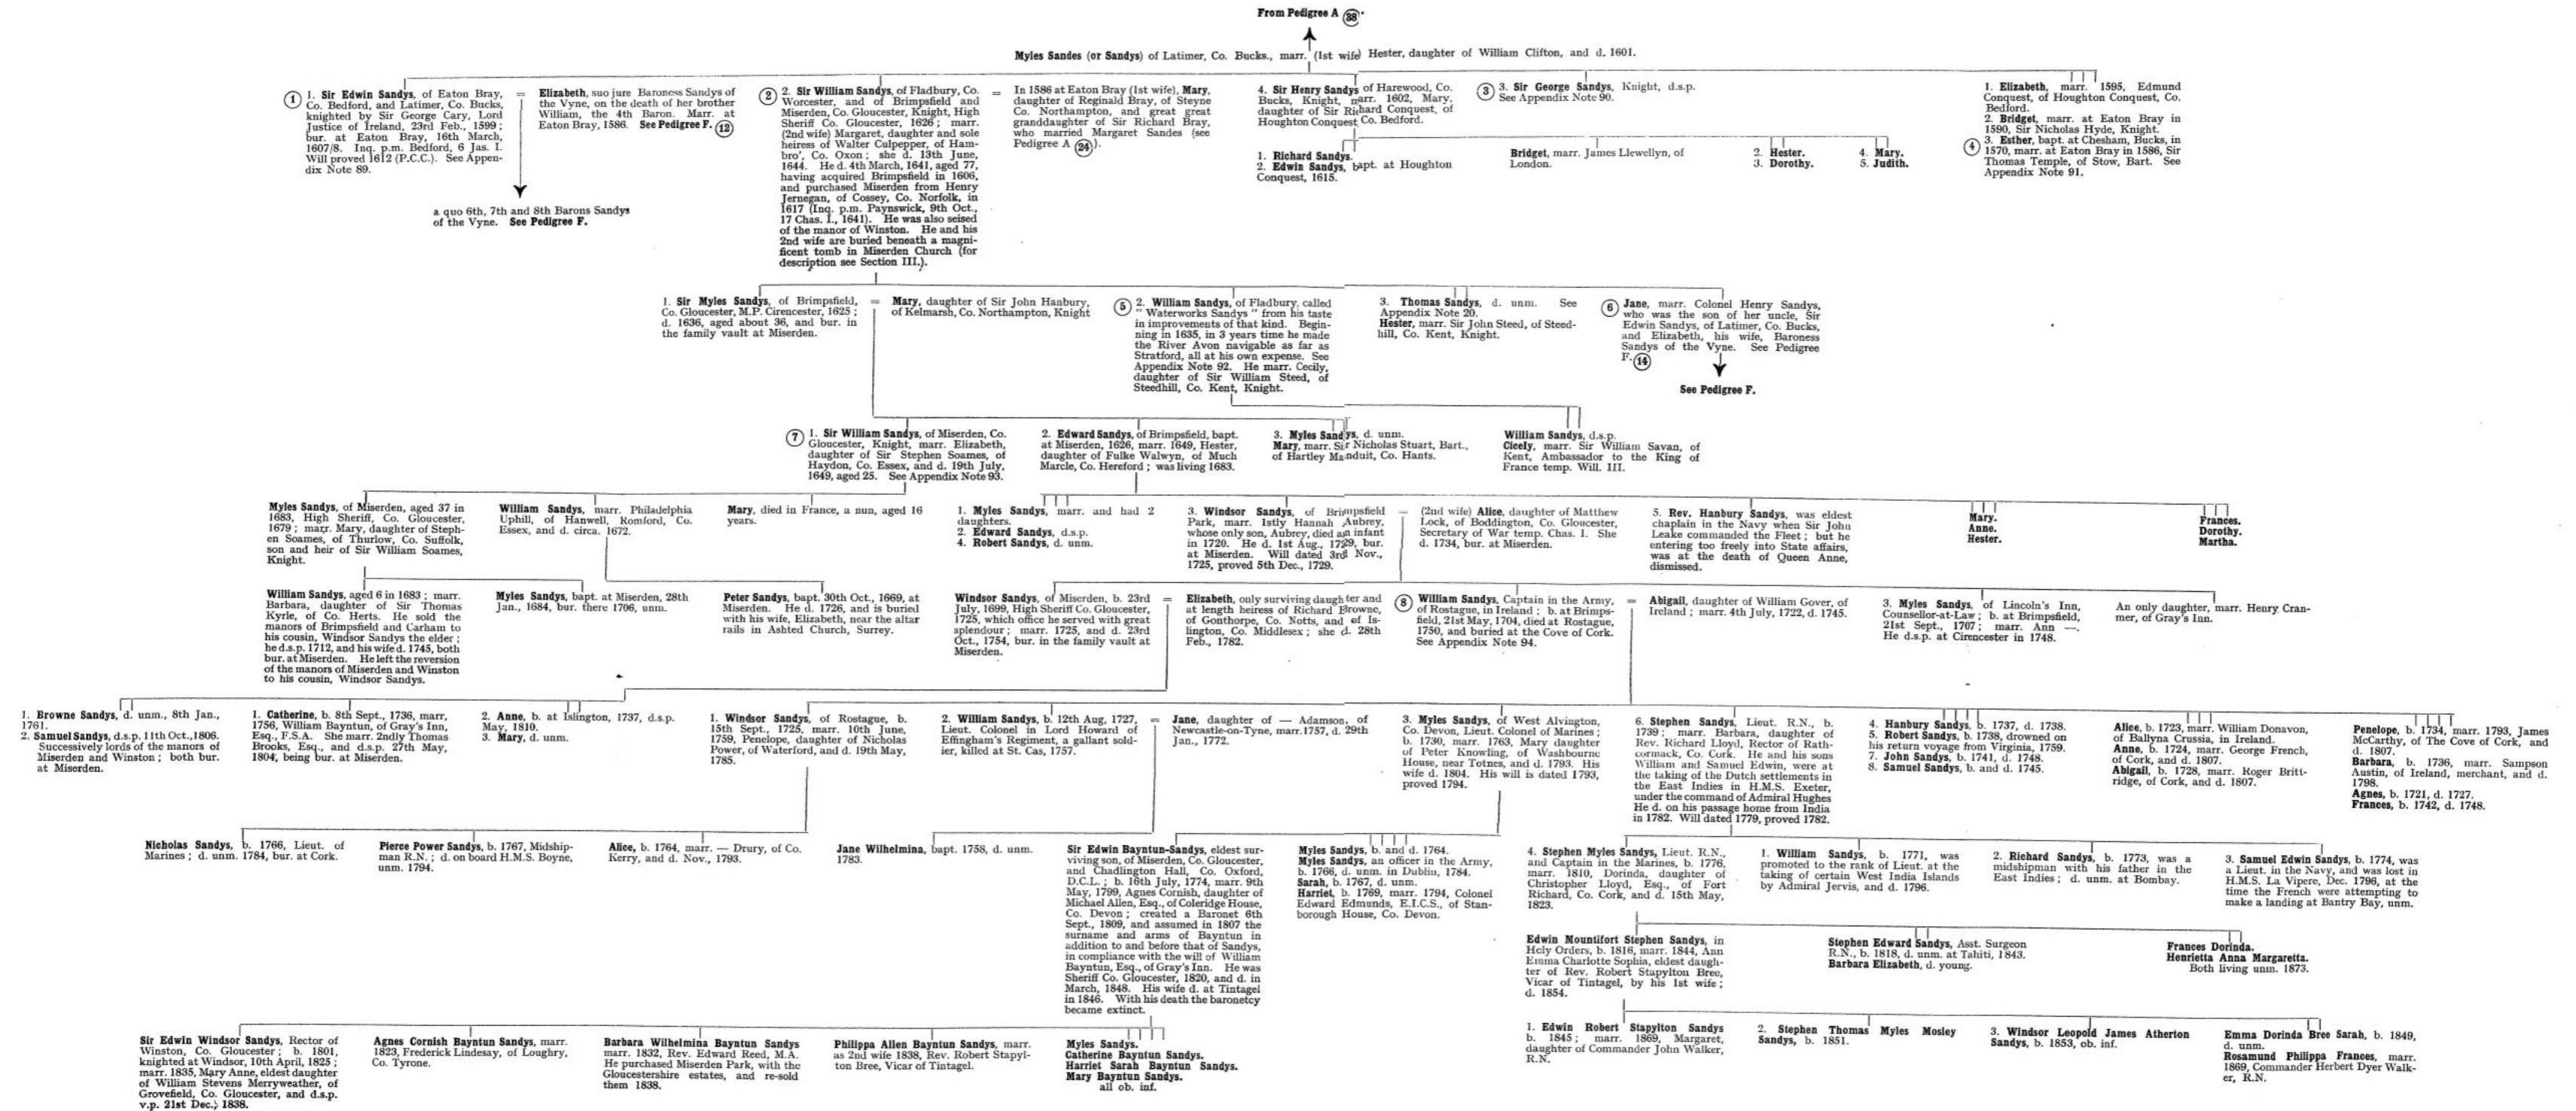 From Pedigree A (38).
Myles Sandes (or Sandys) of Latimer, Co. Bucks., marr. (1st wife) Hester, daughter of William Clifton, and d. 1601.
(1) 1. Sir Edwin Sandys, of Eaton Bray,
Co. Bedford, and Latimer, Co. Bucks,
knighted by Sir George Cary, Lord
Justice of Ireland, 23rd Feb., 1599;
bur. at Eaton Bray, 16th March,
1607/8. Inq. p.m. Bedford, 6 Jas. I.
Will proved 1612 (P.C.C.). See Appen-
dix Note 89.
=
Elizabeth, suo jure Baroness Sandys of
the Vyne, on the death of her brother
William, the 4th Baron. Marr. at
Eaton Bray, 1586. See Pedigree F. (12)
a quo 6th, 7th and 8th Barons Sandys
of the Vyne. See Pedigree F.
(2) 2. Sir William Sandys, of Fladbury, Co.
Worcester, and of Brimpsfield and
Miserden, Co. Gloucester, Knight, High
Sheriff Co. Gloucester, 1626; marr.
(2nd wife) Margaret, daughter and sole
heiress of Walter Culpepper, of Ham-
bro', Co. Oxon; she d. 13th June,
1644. He d. 4th March, 1641, aged 77,
having acquired Brimpsfield in 1606,
and purchased Miserden from Henry
Jernegan, of Cossey, Co. Norfolk, in
1617 (Inq. p.m. Paynswick, 9th Oct.,
17 Chas. I., 1641). He was also seised
of the manor of Winston. He and his
2nd wife are buried beneath a magni-
ficent tomb in Miserden Church (for
description see Section III.).
=
In 1586 at Eaton Bray (1st wife), Mary,
daughter of Reginald Bray, of Steyne
Co. Northampton, and great great
granddaughter of Sir Richard Bray,
who married Margaret Sandes (see
Pedigree A (24)).
4. Sir Henry Sandys of Harewood, Co.
Bucks, Knight, marr. 1602, Mary,
daughter of Sir Richard Conquest, of
Houghton Conquest, Co. Bedford.
(3) 3. Sir George Sandys, Knight, d.s.p.
See Appendix Note 90.
1. Elizabeth, marr. 1595, Edmund
Conquest, of Houghton Conquest, Co.
Bedford.
2. Bridget, marr. at Eaton Bray in
1590, Sir Nicholas Hyde, Knight.
(4) 3. Esther, bapt. at Chesham, Bucks, in
1570, marr. at Eaton Bray in 1586, Sir
Thomas Temple, of Stow, Bart. See
Appendix Note 91.
1. Richard Sandys.
2. Edwin Sandys, bapt. at Houghton
Conquest, 1615.
Bridget, marr. James Llewellyn, of
London.
2. Hester.
3. Dorothy.
4. Mary.
5. Judith.
1. Sir Myles Sandys, of Brimpsfield,
Co. Gloucester, M.P. Cirencester, 1625;
d. 1636, aged about 36, and bur. in
the family vault at Miserden.
=
Mary, daughter of Sir John Hanbury,
of Kelmarsh, Co. Northampton, Knight
(5) 2. William Sandys, of Fladbury, called
"Waterworks Sandys" from his taste
in improvements of that kind. Begin-
ning in 1635, in 3 years time he made
the River Avon navigable as far as
Stratford, all at his own expense. See
Appendix Note 92. He marr. Cecily,
daughter of Sir William Steed, of
Steedhill, Co. Kent, Knight.
3. Thomas Sandys, d. unm. See
Appendix Note 20.
Hester, marr. Sir John Steed, of Steed-
hill, Co. Kent, Knight.
(6) Jane, marr. Colonel Henry Sandys,
who was the son of her uncle, Sir
Edwin Sandys, of Latimer, Co. Bucks,
and Elizabeth, his wife, Baroness
Sandys of the Vyne. See Pedigree
F. (14)
See Pedigree F.
(7) 1. Sir William Sandys, of Miserden, Co.
Gloucester, Knight, marr. Elizabeth,
daughter of Sir Stephen Soames, of
Haydon, Co. Essex, and d. 19th July,
1649, aged 25. See Appendix Note 93.
2. Edward Sandys, of Brimpsfield, bapt.
at Miserden, 1626, marr. 1649, Hester,
daughter of Fulke Walwyn, of Much
Marcle, Co. Hereford; was living 1683.
3. Myles Sandys, d. unm.
Mary, marr. Sir Nicholas Stuart, Bart.,
of Hartley Manduit, Co. Hants.
William Sandys, d.s.p.
Cicely, marr. Sir William Savan, of
Kent, Ambassador to the King of
France temp. Will. III.
Myles Sandys, of Miserden, aged 37 in
1683, High Sheriff, Co. Gloucester,
1679; marr. Mary, daughter of Steph-
en Soames, of Thurlow, Co. Suffolk,
son and heir of Sir William Soames,
Knight.
William Sandys, marr. Philadelphia
Uphill, of Hanwell, Romford, Co.
Essex, and d. circa. 1672.
Mary, died in France, a nun, aged 16
years.
1. Myles Sandys, marr. and had 2
daughters.
2. Edward Sandys, d.s.p.
4. Robert Sandys, d. unm.
3. Windsor Sandys, of Brimpsfield
Park, marr. 1stly Hannah Aubrey,
whose only son, Aubrey, died an infant
in 1720. He d. 1st Aug., 1729, bur.
at Miserden. Will dated 3rd Nov.,
1725, proved 5th Dec., 1729.
=
(2nd wife) Alice, daughter of Matthew
Lock, of Boddington, Co. Gloucester,
Secretary of War temp. Chas. I. She
d. 1734, bur. at Miserden.
5. Rev. Hanbury Sandys, was eldest
chaplain in the Navy when Sir John
Leake commanded the Fleet; but he
entering too freely into State affairs,
was at the death of Queen Anne,
dismissed.
Mary.
Anne.
Hester.
Frances.
Dorothy.
Martha.
William Sandys, aged 6 in 1683; marr.
Barbara, daughter of Sir Thomas
Kyrle, of Co. Herts. He sold the
manors of Brimpsfield and Carham to
his cousin, Windsor Sandys the elder;
he d.s.p. 1712, and his wife d. 1745, both
bur. at Miserden. He left the reversion
of the manors of Miserden and Winston
to his cousin, Windsor Sandys.
Myles Sandys, bapt. at Miserden, 28th
Jan., 1684, bur. there 1706, unm.
Peter Sandys, bapt. 30th Oct., 1669, at
Miserden. He d. 1726, and is buried
with his wife, Elizabeth, near the altar
rails in Ashted Church, Surrey.
Windsor Sandys, of Miserden, b. 23rd
July, 1699, High Sheriff Co. Gloucester,
1725, which office he served with great
splendour; marr. 1725, and d. 23rd
Oct., 1754, bur. in the family vault at
Miserden.
=
Elizabeth, only surviving daughter and
at length heiress of Richard Browne,
of Gonthorpe, Co. Notts, and of Is-
lington, Co. Middlesex; she d. 28th
Feb., 1782.
(8) William Sandys, Captain in the Army,
of Rostague, in Ireland; b. at Brimps-
field, 21st May, 1704, died at Rostague,
1750, and buried at the Cove of Cork.
See Appendix Note 94.
=
Abigail, daughter of William Gover, of
Ireland; marr. 4th July, 1722, d. 1745.
3. Myles Sandys, of Lincoln's Inn,
Counsellor-at-Law; b. at Brimpsfield,
21st Sept., 1707; marr. Ann —.
He d.s.p. at Cirencester in 1748.
An only daughter, marr. Henry Cran-
mer, of Gray's Inn.
1. Browne Sandys, d. unm., 8th Jan.,
1761.
2. Samuel Sandys, d.s.p. 11th Oct., 1806.
Successively lords of the manors of
Miserden and Winston; both bur.
at Miserden.
1. Catherine, b. 8th Sept., 1736, marr,
1756, William Bayntun, of Gray's Inn,
Esq., F.S.A. She marr. 2ndly Thomas
Brooks, Esq., and d.s.p. 27th May,
1804, being bur. at Miserden.
2. Anne, b. at Islington, 1737, d.s.p.
May, 1810.
3. Mary, d. unm.
1. Windsor Sandys, of Rostague, b.
15th Sept., 1725, marr. 10th June,
1759, Penelope, daughter of Nicholas
Power, of Waterford, and d. 19th May,
1785.
2. William Sandys, b. 12th Aug, 1727,
Lieut. Colonel in Lord Howard of
Effingham's Regiment, a gallant sold-
ier, killed at St. Cas, 1757.
=
Jane, daughter of — Adamson, of
Newcastle-on-Tyne, marr. 1757, d. 29th
Jan., 1772.
3. Myles Sandys, of West Alvington,
Co. Devon, Lieut. Colonel of Marines;
b. 1730, marr. 1763, Mary daughter
of Peter Knowling, of Washbourne
House, near Totnes, and d. 1793. His
wife d. 1804. His will is dated 1793,
proved 1794.
6. Stephen Sandys, Lieut. R.N., b.
1739; marr. Barbara, daughter of
Rev. Richard Lloyd, Rector of Rath-
cormack, Co. Cork. He and his sons
William and Samuel Edwin, were at
the taking of the Dutch settlements in
the East Indies in H.M.S. Exeter,
under the command of Admiral Hughes
He d. on his passage home from India
in 1782. Will dated 1779, proved 1782.
4. Hanbury Sandys, b. 1737, d. 1738.
5. Robert Sandys, b. 1738, drowned on
his return voyage from Virginia, 1759.
7. John Sandys, b. 1741, d. 1748.
8. Samuel Sandys, b. and d. 1745.
Alice, b. 1723, marr. William Donavon,
of Ballyna Crussia, in Ireland.
Anne, b. 1724, marr. George French,
of Cork, and d. 1807.
Abigail, b. 1728, marr. Roger Britt-
ridge, of Cork, and d. 1807.
Penelope, b. 1734, marr. 1793, James
McCarthy, of The Cove of Cork, and
d. 1807.
Barbara, b. 1736, marr. Sampson
Austin, of Ireland, merchant, and d.
1798.
Agnes, b. 1721, d. 1727.
Frances, b. 1742, d. 1748.
Nicholas Sandys, b. 1766, Lieut. of
Marines; d. unm. 1784, bur. at Cork.
Pierce Power Sandys, b. 1767, Midship-
man R.N.; d. on board H.M.S. Boyne,
unm. 1794.
Alice, b. 1764, marr. — Drury, of Co.
Kerry, and d. Nov., 1793.
Jane Wilhelmina, bapt. 1758, d. unm.
1783.
Sir Edwin Bayntun-Sandys, eldest sur-
viving son, of Miserden, Co. Gloucester,
and Chadlington Hall, Co. Oxford,
D.C.L.; b. 16th July, 1774, marr. 9th
May, 1799, Agnes Cornish, daughter of
Michael Allen, Esq., of Coleridge House,
Co. Devon; created a Baronet 6th
Sept., 1809, and assumed in 1807 the
surname and arms of Bayntun in
addition to and before that of Sandys,
in compliance with the will of William
Bayntun, Esq., of Gray's Inn. He was
Sheriff Co. Gloucester, 1820, and d. in
March, 1848. His wife d. at Tintagel
in 1846. With his death the baronetcy
became extinct.
Myles Sandys, b. and d. 1764.
Myles Sandys, an officer in the Army,
b. 1766, d. unm. in Dublin, 1784.
Sarah, b. 1767, d. unm.
Harriet, b. 1769, marr. 1794, Colonel
Edward Edmunds, E.I.C.S., of Stan-
borough House, Co. Devon.
4. Stephen Myles Sandys, Lieut. R.N.,
and Captain in the Marines, b. 1776,
marr. 1810, Dorinda, daughter of
Christopher Lloyd, Esq., of Fort
Richard, Co. Cork, and d. 15th May,
1823.
1. William Sandys, b. 1771, was
promoted to the rank of Lieut. at the
taking of certain West India Islands
by Admiral Jervis, and d. 1796.
2. Richard Sandys, b. 1773, was a
midshipman with his father in the
East Indies; d. unm. at Bombay.
3. Samuel Edwin Sandys, b. 1774, was
a Lieut. in the Navy, and was lost in
H.M.S. La Vipere, Dec. 1796, at the
time the French were attempting to
make a landing at Bantry Bay, unm.
Edwin Mountifort Stephen Sandys, in
Holy Orders, b. 1816, marr. 1844, Ann
Emma Charlotte Sophia, eldest daugh-
ter of Rev. Robert Stapylton Bree,
Vicar of Tintagel, by his 1st wife;
d. 1854.
Stephen Edward Sandys, Asst. Surgeon
R.N., b. 1818, d. unm. at Tahiti, 1843.
Barbara Elizabeth, d. young.
Frances Dorinda.
Henrietta Anna Margaretta.
Both living unm. 1873.
Sir Edwin Windsor Sandys, Rector of
Winston, Co. Gloucester; b. 1801,
knighted at Windsor, 10th April, 1825;
marr. 1835, Mary Anne, eldest daughter
of William Stevens Merryweather, of
Grovefield, Co. Gloucester, and d.s.p.
v.p. 21st Dec., 1838.
Agnes Cornish Bayntun Sandys, marr.
1823, Frederick Lindesay, of Loughry,
Co. Tyrone.
Barbara Wilhelmina Bayntun Sandys
marr. 1832, Rev. Edward Reed, M.A.
He purchased Miserden Park, with the
Gloucestershire estates, and re-sold
them 1838.
Philippa Allen Bayntun Sandys, marr.
as 2nd wife 1838, Rev. Robert Stapyl-
ton Bree, Vicar of Tintagel.
Myles Sandys.
Catherine Bayntun Sandys.
Harriet Sarah Bayntun Sandys.
Mary Bayntun Sandys.
all ob. inf.
1. Edwin Robert Stapylton Sandys
b. 1845; marr. 1869, Margaret,
daughter of Commander John Walker,
R.N.
2. Stephen Thomas Myles Mosley
Sandys, b. 1851.
3. Windsor Leopold James Atherton
Sandys, b. 1853, ob. inf.
Emma Dorinda Bree Sarah, b. 1849,
d. unm.
Rosamund Philippa Frances, marr.
1869, Commander Herbert Dyer Walk-
er, R.N.